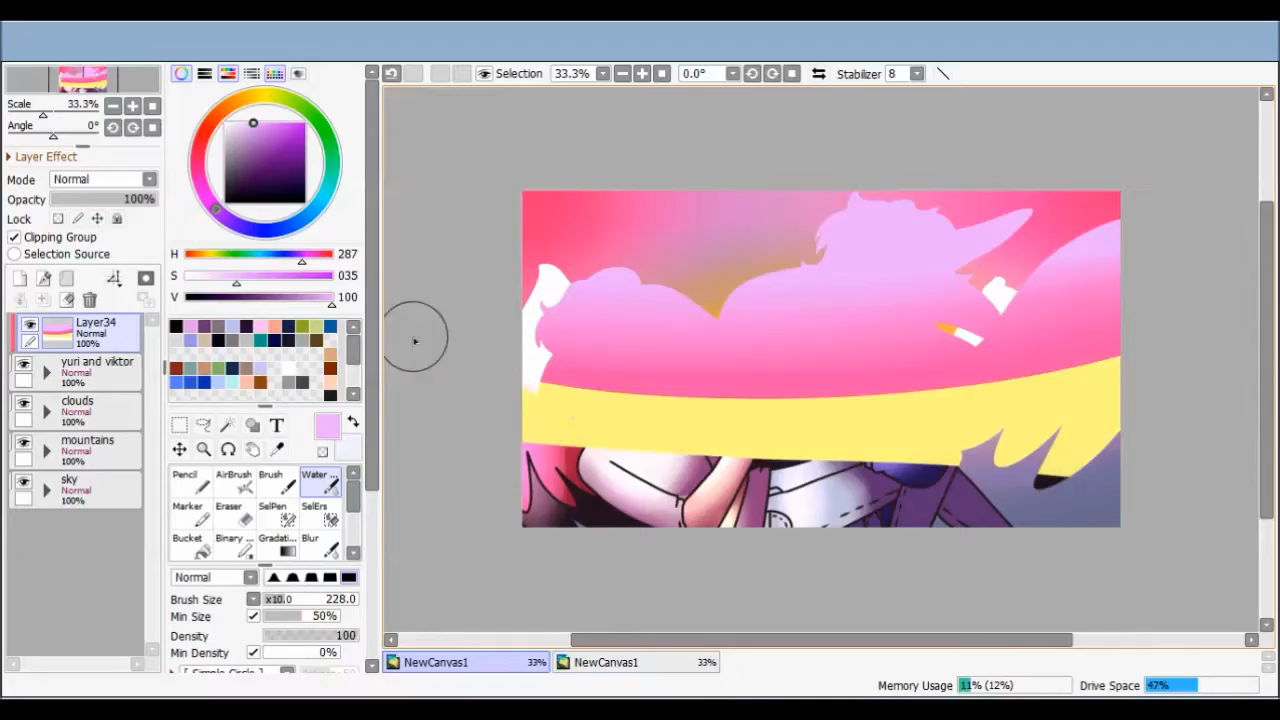 Selection 33.3% 0.0° Stabilizer 8
Scale 33.3%
Angle 0°
Layer Effect
Mode Normal
Opacity 100%
Lock
Clipping Group
Selection Source
Layer34
Normal
100%
yuri and viktor
Normal
100%
clouds
Normal
100%
mountains
Normal
100%
sky
Normal
100%
H 287
S 035
V 100
T
Pencil AirBrush Brush Water ...
Marker Eraser SelPen SelErs
Bucket Binary ... Gradati... Blur
Normal
Brush Size x10.0 228.0
Min Size 50%
Density 100
Min Density 0%
[ Simple Circle ]
NewCanvas1 33% NewCanvas1 33%
Memory Usage 11% (12%) Drive Space 47%